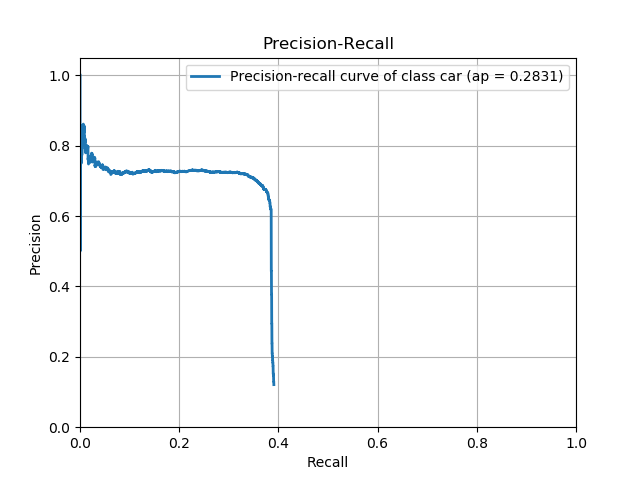 Precision-Recall
Precision-recall curve of class car (ap = 0.2831)
1.0
0.8
0.6
0.4
0.2
0.0
Precision
0.0 0.2 0.4 0.6 0.8 1.0
Recall